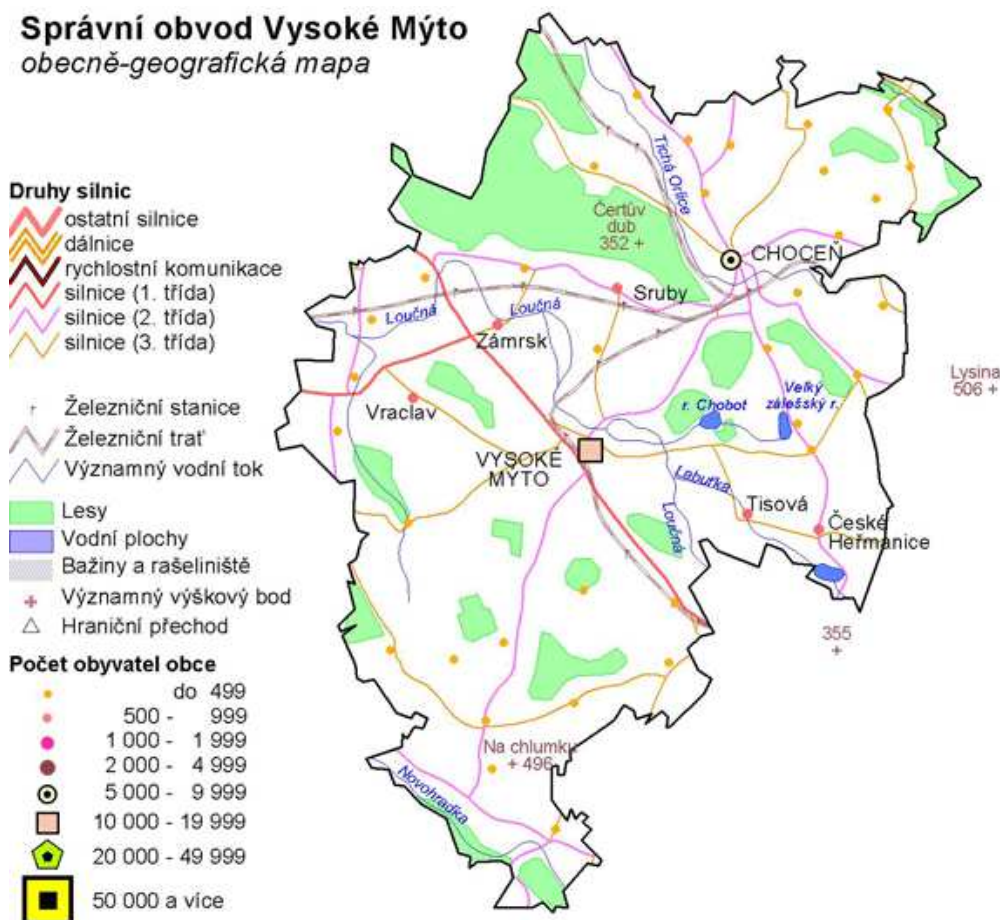 Správní obvod Vysoké Mýto
obecně-geografická mapa
Druhy silnic
ostatní silnice
dálnice
rychlostní komunikace
silnice (1. třída)
silnice (2. třída)
silnice (3. třída)
Železniční stanice
Železniční trať
Významný vodní tok
Lesy
Vodní plochy
Bažiny a rašeliniště
Významný výškový bod
Hraniční přechod
Počet obyvatel obce
do 499
500 - 999
1 000 - 1 999
2 000 - 4 999
5 000 - 9 999
10 000 - 19 999
20 000 - 49 999
50 000 a více
Tichá Orlice
Čertův
dub
352 +
CHOCEŇ
Sruby
Loučná
Loučná
Zámrsk
Lysina
506 +
Vraclav
Velký
zálešský r.
r. Chobot
VYSOKÉ
MÝTO
Labuťka
Tisová
Loučná
České
Heřmanice
355
+
Na chlumku
+ 496
Novohradka